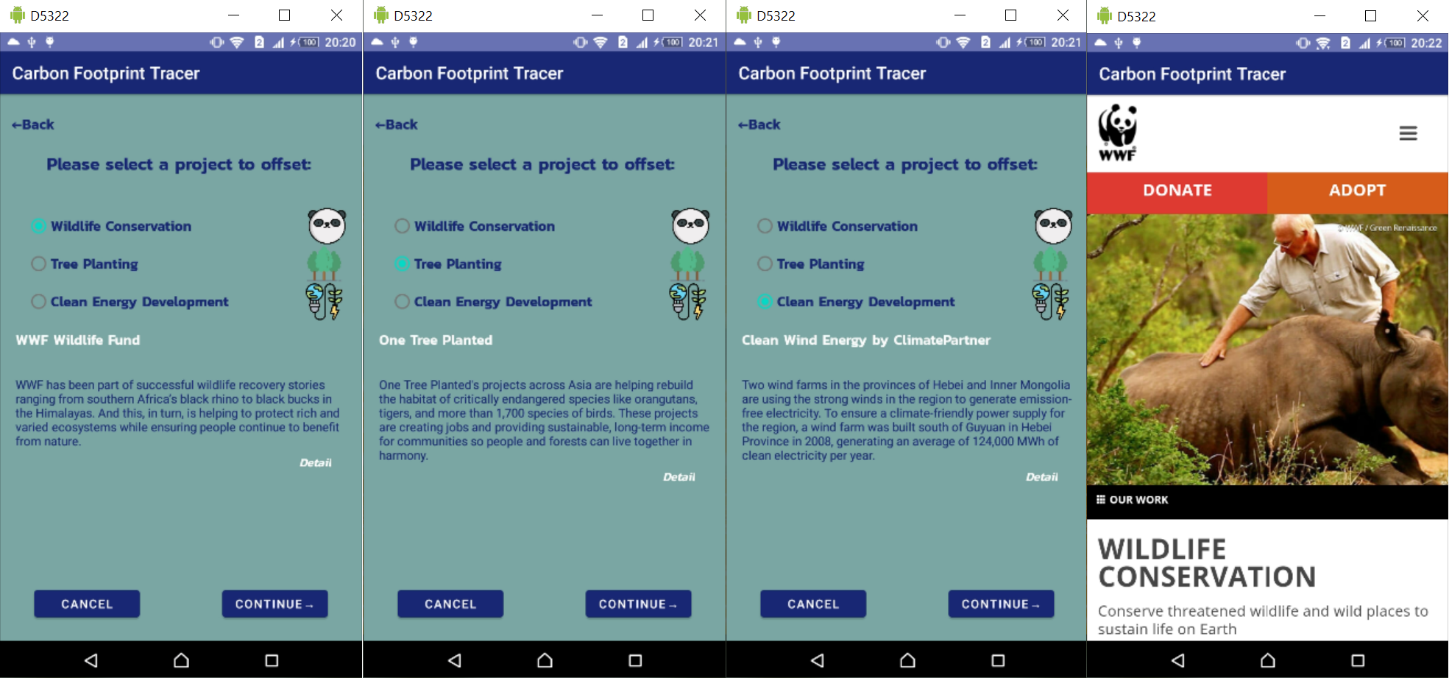 D5322
20:20
Carbon Footprint Tracer
←Back
Please select a project to offset:
Wildlife Conservation
Tree Planting
Clean Energy Development
WWF Wildlife Fund
WWF has been part of successful wildlife recovery stories
ranging from southern Africa's black rhino to black bucks in
the Himalayas. And this, in turn, is helping to protect rich and
varied ecosystems while ensuring people continue to benefit
from nature.
Detail
CANCEL
CONTINUE→
D5322
2 100 20:21
Carbon Footprint Tracer
←Back
Please select a project to offset:
Wildlife Conservation
Tree Planting
Clean Energy Development
One Tree Planted
One Tree Planted's projects across Asia are helping rebuild
the habitat of critically endangered species like orangutans,
tigers, and more than 1,700 species of birds. These projects
are creating jobs and providing sustainable, long-term income
for communities so people and forests can live together in
harmony.
Detail
CANCEL
CONTINUE→
D5322
2 100 20:21
Carbon Footprint Tracer
←Back
Please select a project to offset:
Wildlife Conservation
Tree Planting
Clean Energy Development
Clean Wind Energy by ClimatePartner
Two wind farms in the provinces of Hebei and Inner Mongolia
are using the strong winds in the region to generate emission-
free electricity. To ensure a climate-friendly power supply for
the region, a wind farm was built south of Guyuan in Hebei
Province in 2008, generating an average of 124,000 MWh of
clean electricity per year.
Detail
CANCEL
CONTINUE→
D5322
2 100 20:22
Carbon Footprint Tracer
WWF
DONATE
ADOPT
© WWF / Green Renaissance
OUR WORK
WILDLIFE
CONSERVATION
Conserve threatened wildlife and wild places to
sustain life on Earth